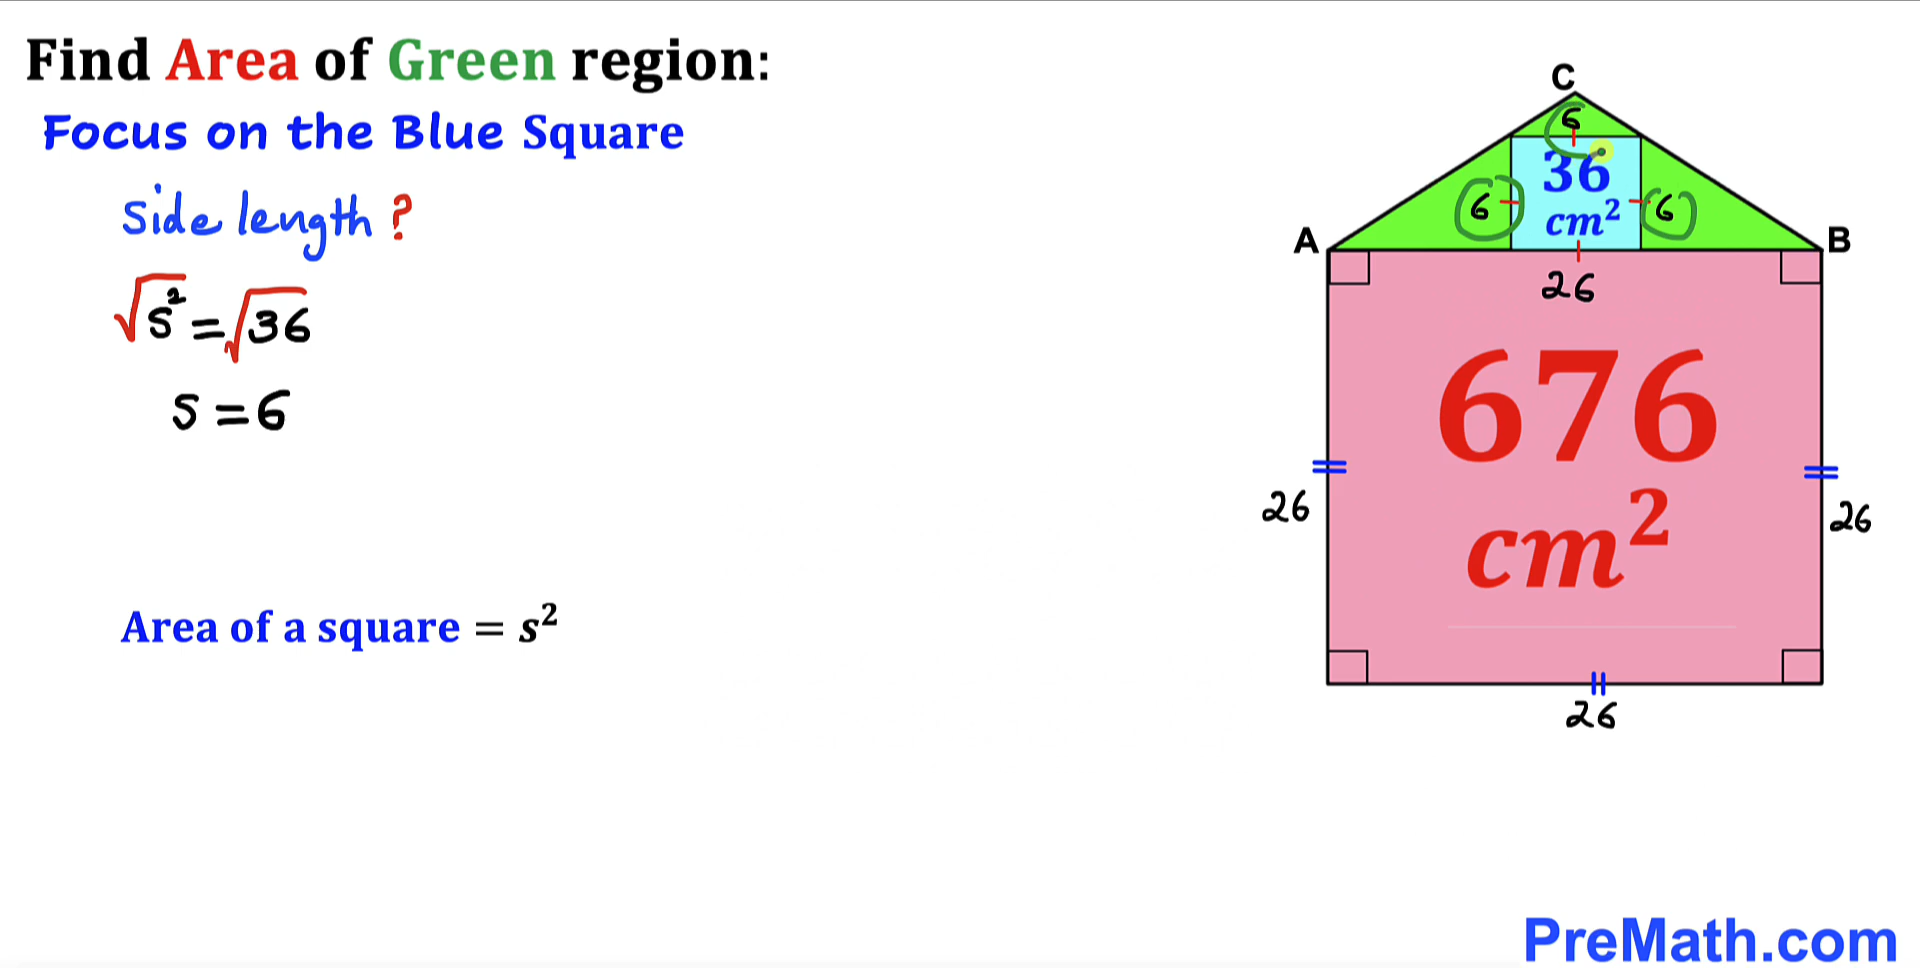 Find Area of Green region:
Focus on the Blue Square
Side length ?
√s² = √36
s = 6
Area of a square = s²
C
6
36
6
cm²
6
A
B
26
676
cm²
26
26
26
PreMath.com